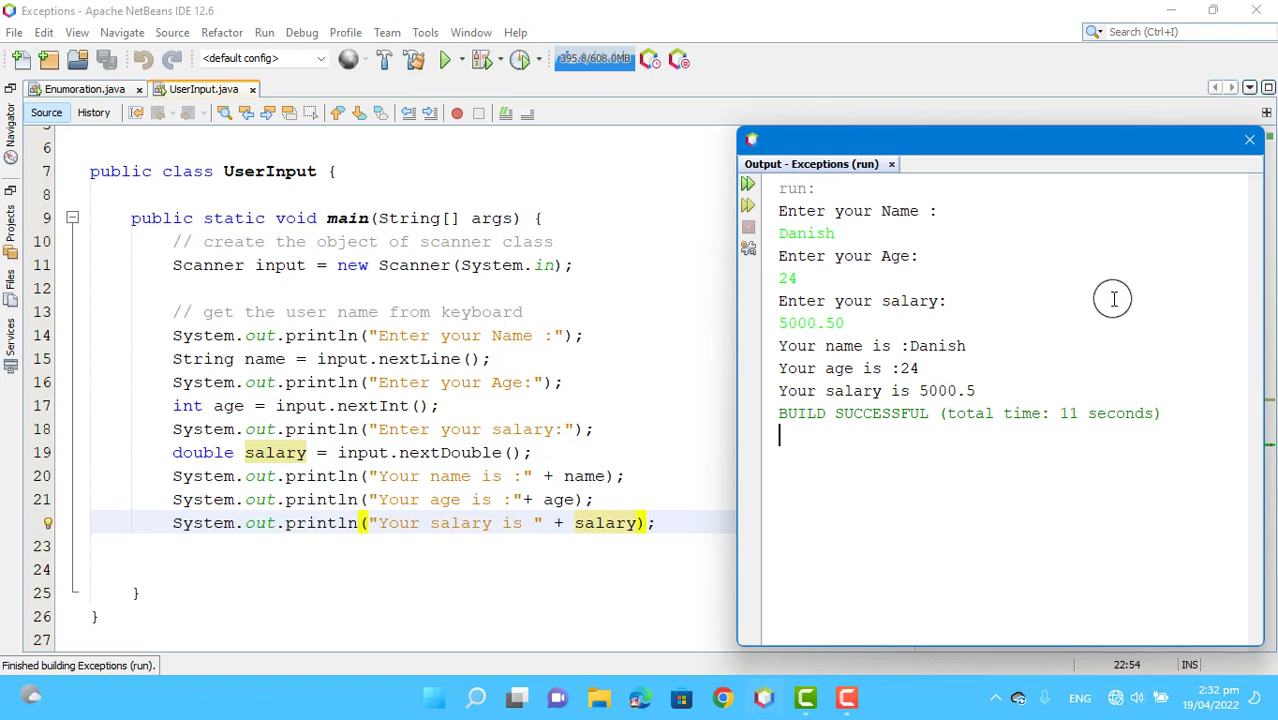 Exceptions - Apache NetBeans IDE 12.6
File Edit View Navigate Source Refactor Run Debug Profile Team Tools Window Help
Search (Ctrl+I)
<default config>
395.8/608.0MB
Enumoration.java
UserInput.java
Source History
Navigator
Projects
Files
Services
6
7 public class UserInput {
8
9 public static void main(String[] args) {
10 // create the object of scanner class
11 Scanner input = new Scanner(System.in);
12
13 // get the user name from keyboard
14 System.out.println("Enter your Name :");
15 String name = input.nextLine();
16 System.out.println("Enter your Age:");
17 int age = input.nextInt();
18 System.out.println("Enter your salary:");
19 double salary = input.nextDouble();
20 System.out.println("Your name is :" + name);
21 System.out.println("Your age is :"+ age);
System.out.println("Your salary is " + salary);
23
24
25 }
26 }
27
Output - Exceptions (run)
run:
Enter your Name :
Danish
Enter your Age:
24
Enter your salary:
5000.50
Your name is :Danish
Your age is :24
Your salary is 5000.5
BUILD SUCCESSFUL (total time: 11 seconds)
Finished building Exceptions (run).
22:54 INS
ENG
2:32 pm
19/04/2022